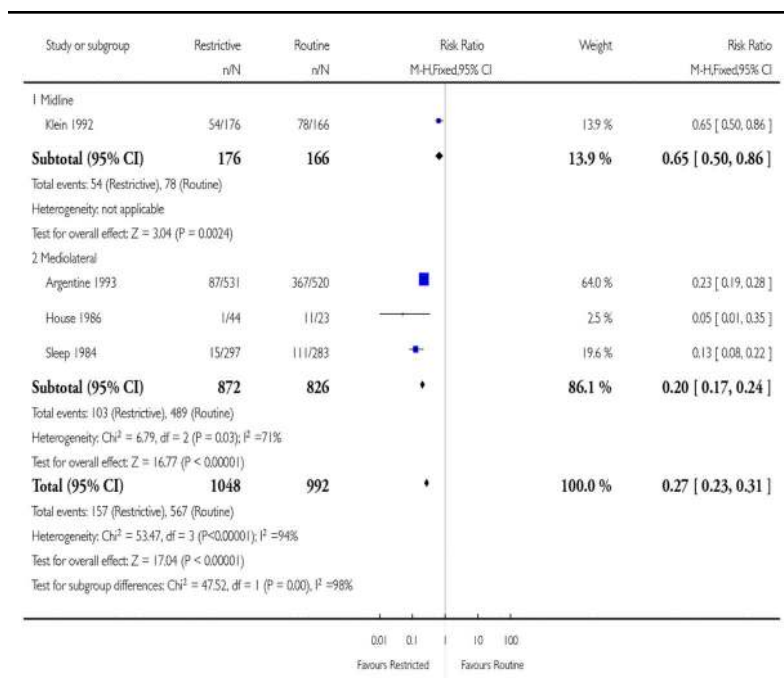 Study or subgroup Restrictive Routine Risk Ratio Weight Risk Ratio
n/N n/N M-H,Fixed,95% CI M-H,Fixed,95% CI
1 Midline
Klein 1992 54/176 78/166 13.9 % 0.65 [ 0.50, 0.86 ]
Subtotal (95% CI) 176 166 13.9 % 0.65 [ 0.50, 0.86 ]
Total events: 54 (Restrictive), 78 (Routine)
Heterogeneity: not applicable
Test for overall effect: Z = 3.04 (P = 0.0024)
2 Mediolateral
Argentine 1993 87/531 367/520 64.0 % 0.23 [ 0.19, 0.28 ]
House 1986 1/44 11/23 2.5 % 0.05 [ 0.01, 0.35 ]
Sleep 1984 15/297 111/283 19.6 % 0.13 [ 0.08, 0.22 ]
Subtotal (95% CI) 872 826 86.1 % 0.20 [ 0.17, 0.24 ]
Total events: 103 (Restrictive), 489 (Routine)
Heterogeneity: Chi² = 6.79, df = 2 (P = 0.03); I² =71%
Test for overall effect: Z = 16.77 (P < 0.00001)
Total (95% CI) 1048 992 100.0 % 0.27 [ 0.23, 0.31 ]
Total events: 157 (Restrictive), 567 (Routine)
Heterogeneity: Chi² = 53.47, df = 3 (P<0.00001); I² =94%
Test for overall effect: Z = 17.04 (P < 0.00001)
Test for subgroup differences: Chi² = 47.52, df = 1 (P = 0.00), I² =98%
0.01 0.1 1 10 100
Favours Restricted Favours Routine